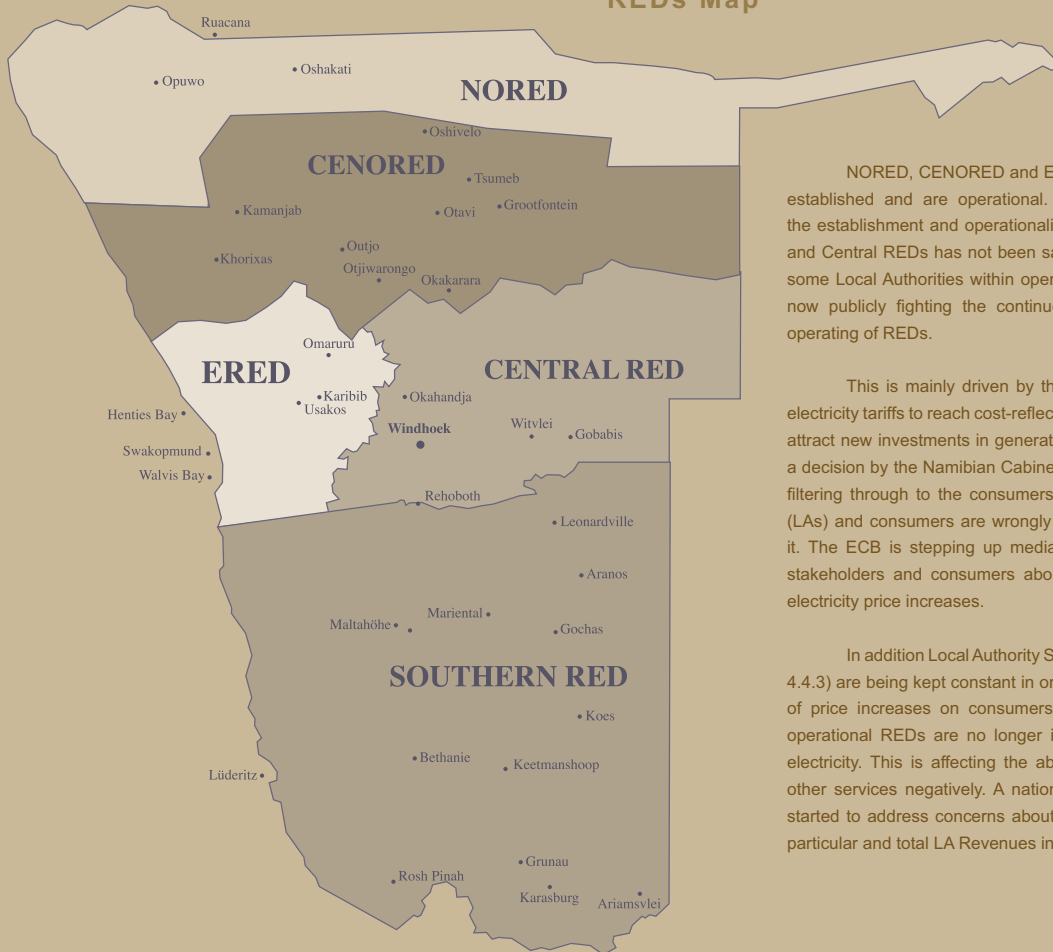 REDs Map
Ruacana
Oshakati
Opuwo
NORED
Oshivelo
CENORED
Tsumeb
Kamanjab
Otavi
Grootfontein
Outjo
Khorixas
Otjiwarongo
Okakarara
Omaruru
ERED
CENTRAL RED
Karibib
Okahandja
Usakos
Henties Bay
Windhoek
Witvlei
Gobabis
Swakopmund
Walvis Bay
Rehoboth
Leonardville
Aranos
Mariental
Maltahöhe
Gochas
SOUTHERN RED
Koes
Bethanie
Keetmanshoop
Lüderitz
Grunau
Rosh Pinah
Karasburg
Ariamsvlei
NORED, CENORED and E
established and are operational.
the establishment and operationali
and Central REDs has not been sa
some Local Authorities within oper
now publicly fighting the continue
operating of REDs.
This is mainly driven by th
electricity tariffs to reach cost-reflec
attract new investments in generat
a decision by the Namibian Cabine
filtering through to the consumers
(LAs) and consumers are wrongly
it. The ECB is stepping up media
stakeholders and consumers abo
electricity price increases.
In addition Local Authority S
4.4.3) are being kept constant in or
of price increases on consumers
operational REDs are no longer i
electricity. This is affecting the ab
other services negatively. A nation
started to address concerns about
particular and total LA Revenues in